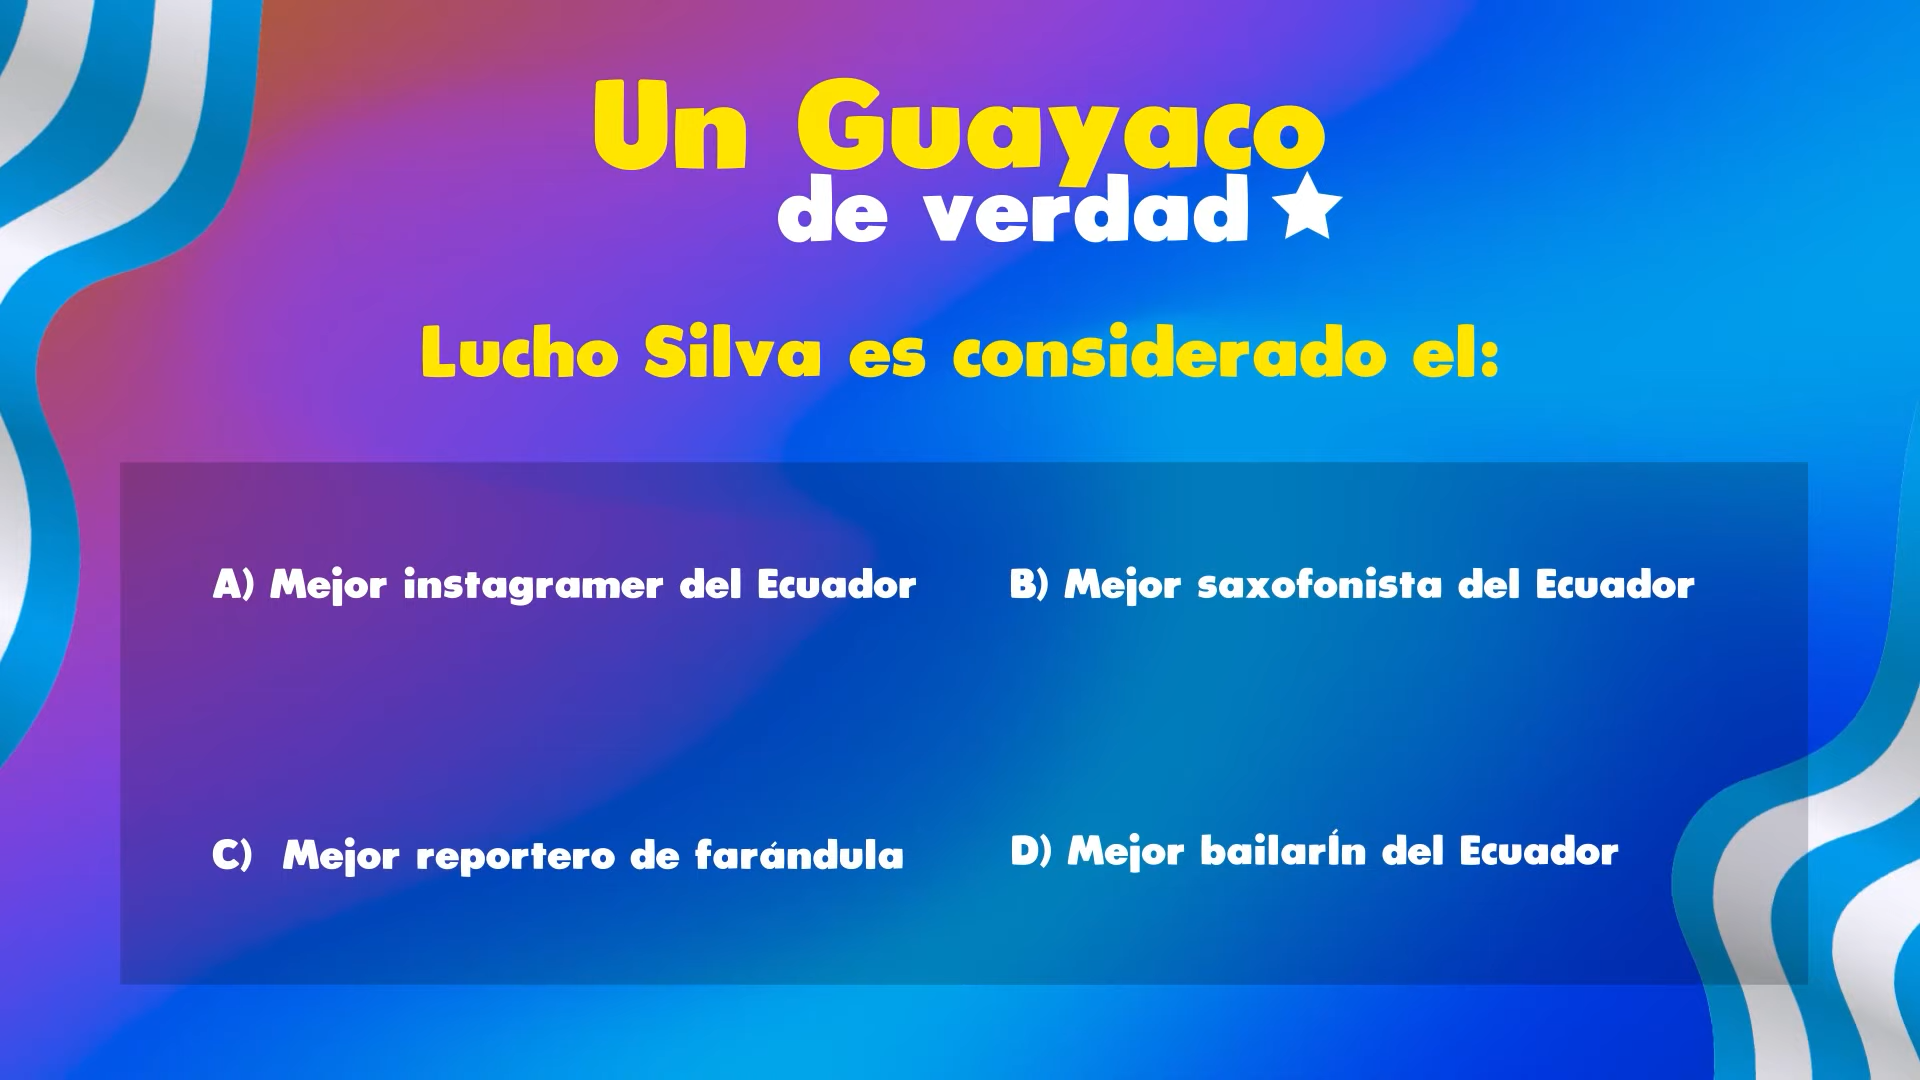 Un Guayaco
de verdad
Lucho Silva es considerado el:
A) Mejor instagramer del Ecuador
B) Mejor saxofonista del Ecuador
C) Mejor reportero de farándula
D) Mejor bailarÍn del Ecuador